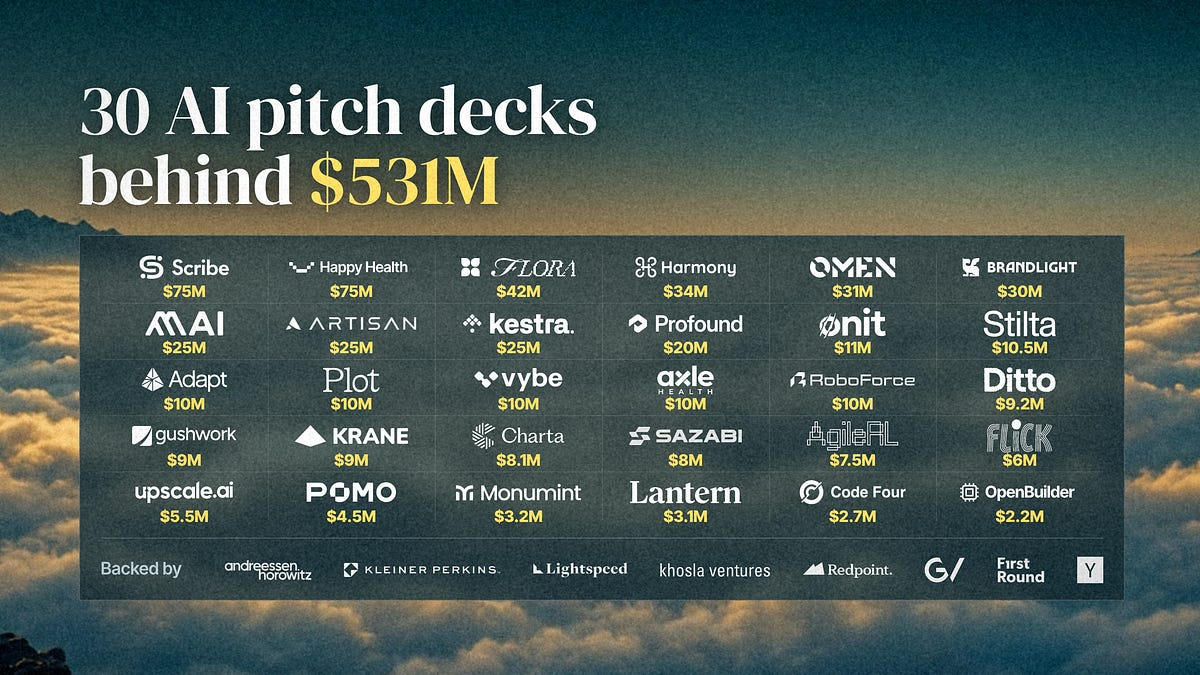 30 AI pitch decks
behind $531M
Scribe Happy Health FLORA Harmony OMEN BRANDLIGHT
$75M $75M $42M $34M $31M $30M
AI ARTISAN kestra. Profound ønit Stilta
$25M $25M $25M $20M $11M $10.5M
Adapt Plot vybe axle HEALTH RoboForce Ditto
$10M $10M $10M $10M $10M $9.2M
gushwork KRANE Charta SAZABI AgileRL FLiCK
$9M $9M $8.1M $8M $7.5M $6M
upscale.ai POMO Monumint Lantern Code Four OpenBuilder
$5.5M $4.5M $3.2M $3.1M $2.7M $2.2M
Backed by andreessen. horowitz KLEINER PERKINS Lightspeed khosla ventures Redpoint. G/ First Round Y